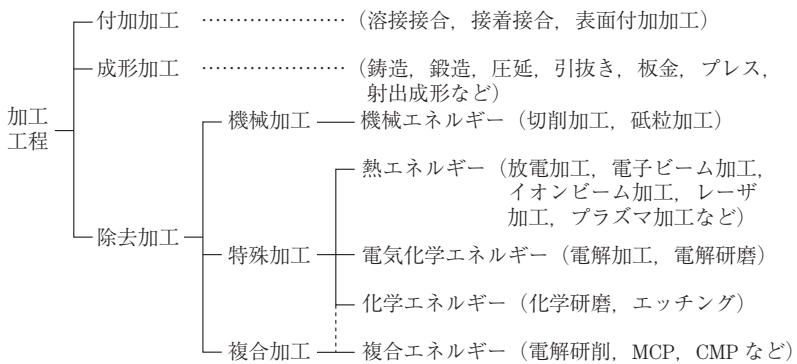 付加加工 ……………… (溶接接合,接着接合,表面付加加工)
成形加工 ……………… (鋳造,鍛造,圧延,引抜き,板金,プレス,
射出成形など)
加工
工程
機械加工 機械エネルギー(切削加工,砥粒加工)
熱エネルギー(放電加工,電子ビーム加工,
イオンビーム加工,レーザ
加工,プラズマ加工など)
除去加工
特殊加工 電気化学エネルギー(電解加工,電解研磨)
化学エネルギー(化学研磨,エッチング)
複合加工 複合エネルギー(電解研削,MCP,CMP など)